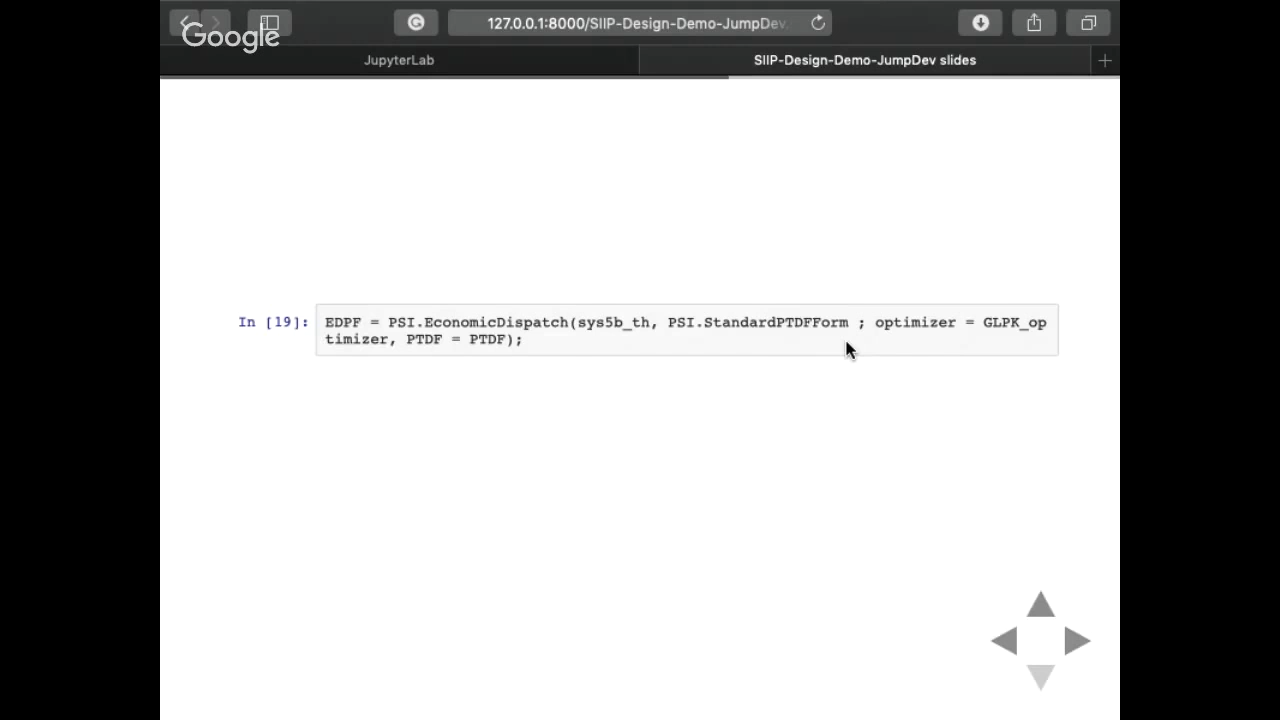 Google
127.0.0.1:8000/SIIP-Design-Demo-JumpDev
JupyterLab
SIIP-Design-Demo-JumpDev slides
In [19]:
EDPF = PSI.EconomicDispatch(sys5b_th, PSI.StandardPTDFForm ; optimizer = GLPK_op
timizer, PTDF = PTDF);